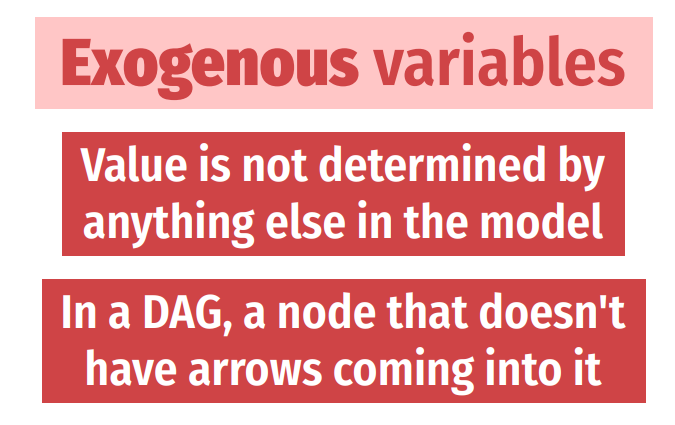 Exogenous variables
Value is not determined by
anything else in the model
In a DAG, a node that doesn't
have arrows coming into it